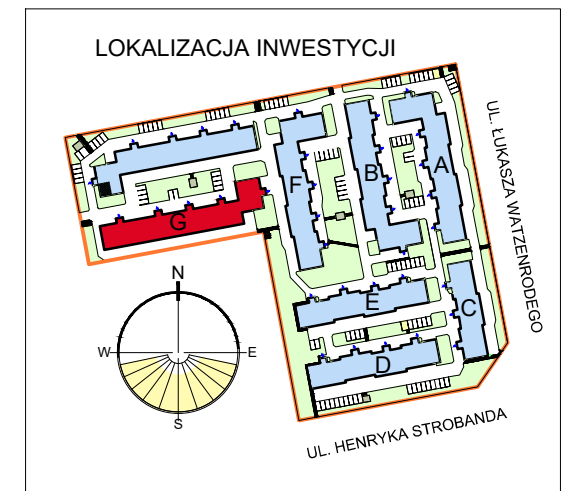 LOKALIZACJA INWESTYCJI
UL. ŁUKASZA WATZENRODEGO
A
B
F
G
N
E
C
W
E
D
S
UL. HENRYKA STROBANDA